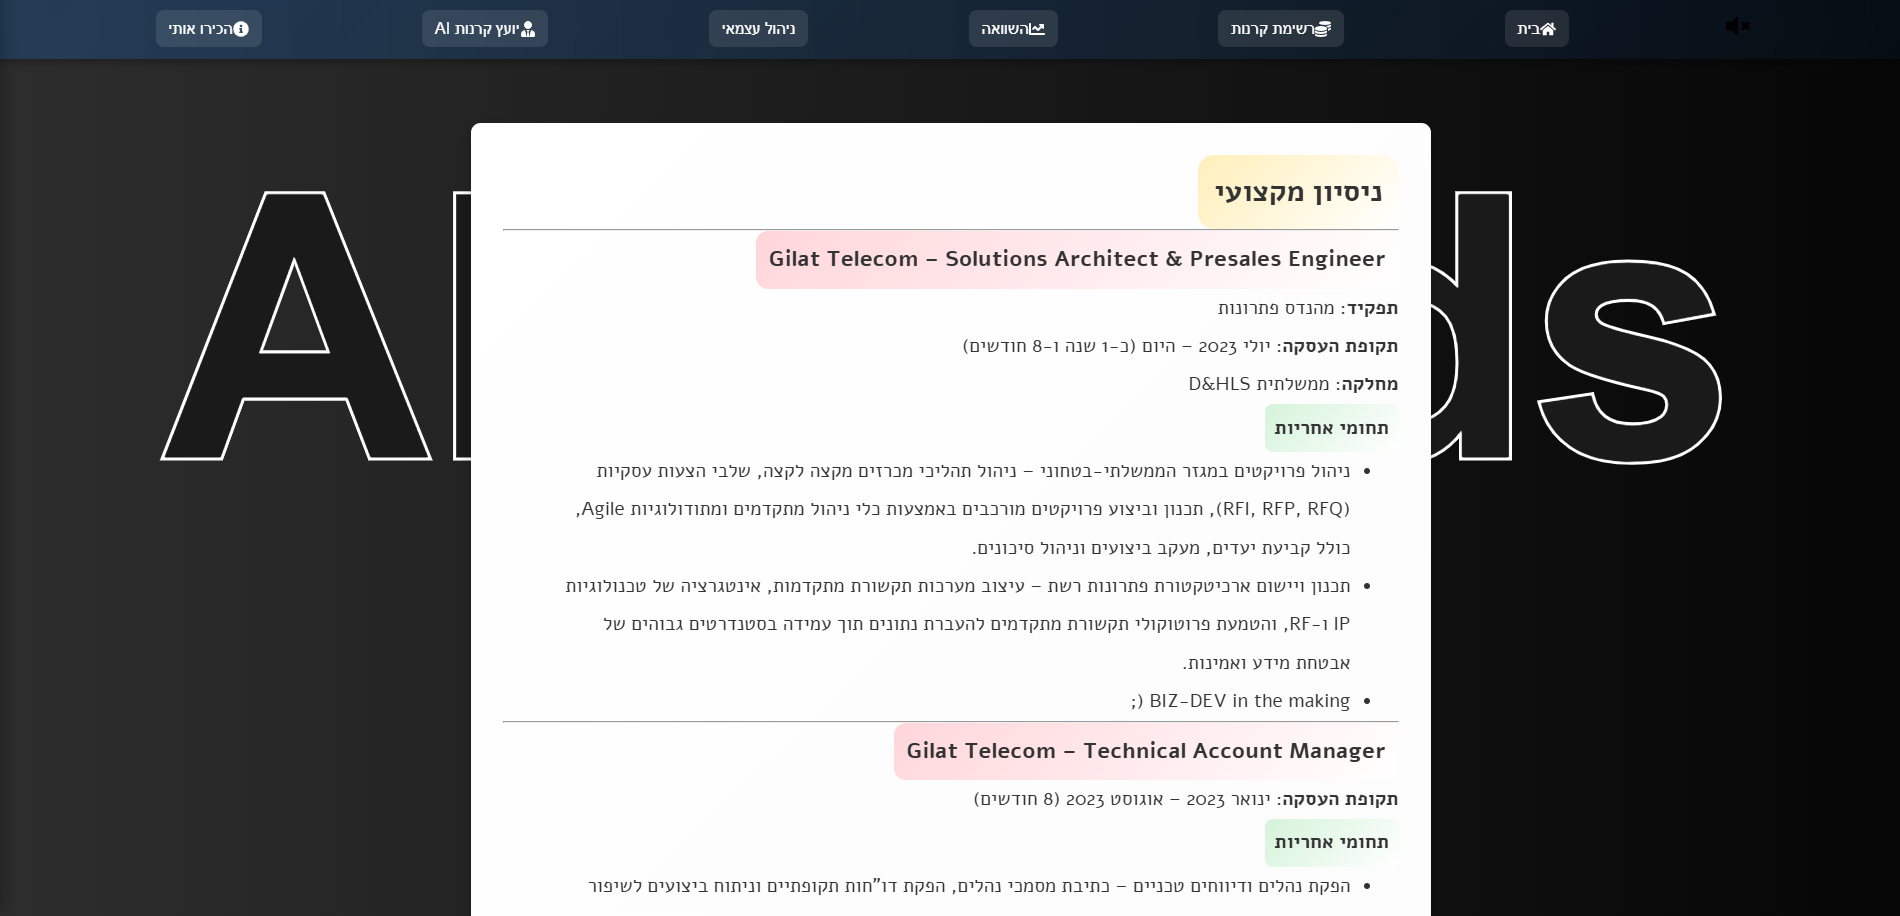 בית
רשימת קרנות
השוואה
ניהול עצמאי
יועץ קרנות AI
הכירו אותי
A
ds
ניסיון מקצועי
Gilat Telecom – Solutions Architect & Presales Engineer
תפקיד: מהנדס פתרונות
תקופת העסקה: יולי 2023 – היום (כ-1 שנה ו-8 חודשים)
מחלקה: ממשלתית D&HLS
תחומי אחריות
• ניהול פרויקטים במגזר הממשלתי-בטחוני – ניהול תהליכי מכרזים מקצה לקצה, שלבי הצעות עסקיות
(RFI, RFP, RFQ), תכנון וביצוע פרויקטים מורכבים באמצעות כלי ניהול מתקדמים ומתודולוגיות Agile,
כולל קביעת יעדים, מעקב ביצועים וניהול סיכונים.
• תכנון ויישום ארכיטקטורת פתרונות רשת – עיצוב מערכות תקשורת מתקדמות, אינטגרציה של טכנולוגיות
IP ו-RF, והטמעת פרוטוקולי תקשורת מתקדמים להעברת נתונים תוך עמידה בסטנדרטים גבוהים של
אבטחת מידע ואמינות.
• BIZ-DEV in the making (;
Gilat Telecom – Technical Account Manager
תקופת העסקה: ינואר 2023 – אוגוסט 2023 (8 חודשים)
תחומי אחריות
• הפקת נהלים ודיווחים טכניים – כתיבת מסמכי נהלים, הפקת דו"חות תקופתיים וניתוח ביצועים לשיפור